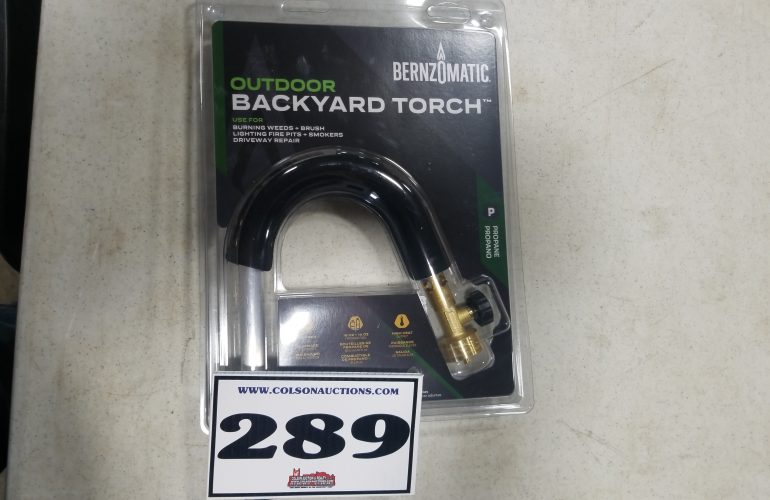 BERNZOMATIC
OUTDOOR
BACKYARD TORCH™
USE FOR
BURNING WEEDS + BRUSH
LIGHTING FIRE PITS + SMOKERS
DRIVEWAY REPAIR
P
PROPANE
PROPANO
WWW.COLSONAUCTIONS.COM
289